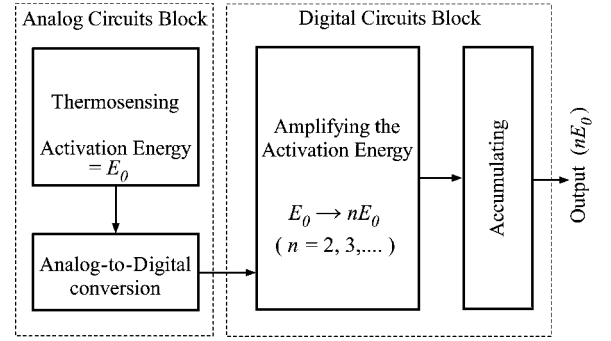 Analog Circuits Block
Thermosensing
Activation Energy
= E₀
Analog-to-Digital
conversion
Digital Circuits Block
Amplifying the
Activation Energy
E₀ → nE₀
( n = 2, 3,.... )
Accumulating
Output (nE₀)